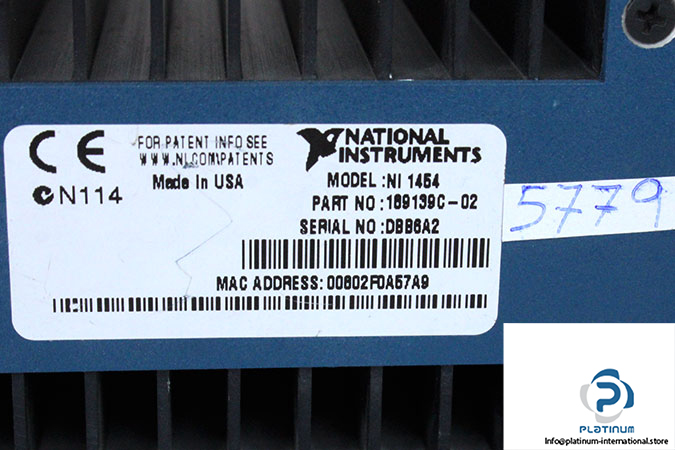 CE
FOR PATENT INFO SEE
WWW.NI.COM\PATENTS
Made In USA
N114
NATIONAL
INSTRUMENTS
MODEL :NI 1454
PART NO :189139C-02
SERIAL NO :DBB6A2
MAC ADDRESS: 00802F0A57A9
5779
PLATINUM
Info@platinum-international.store